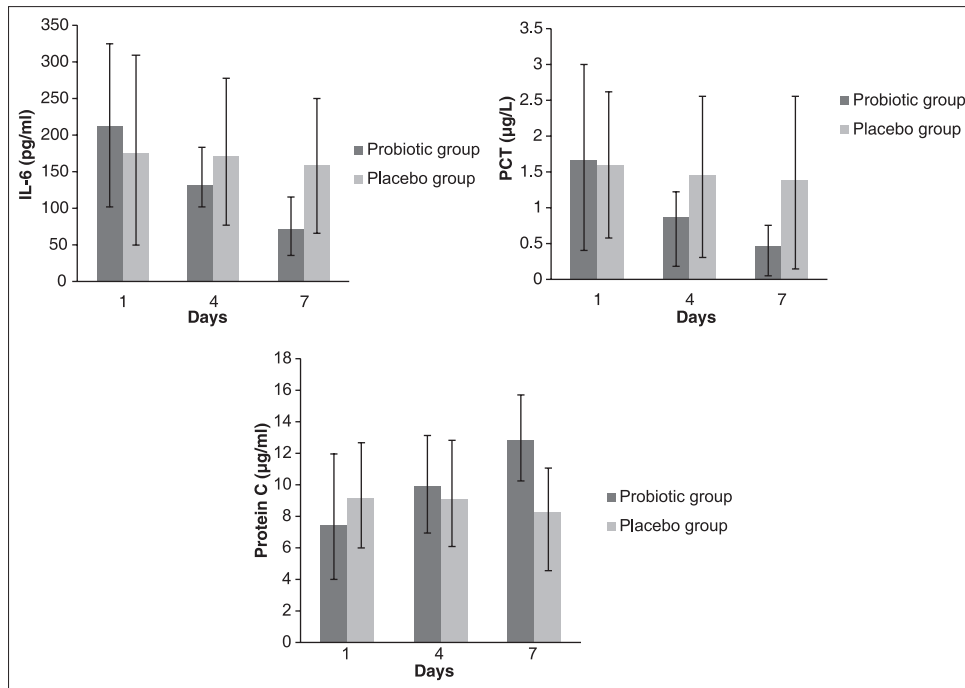 350
300
250
200
150
100
50
0
IL-6 (pg/ml)
1 4 7
Days
Probiotic group
Placebo group
3.5
3
2.5
2
1.5
1
0.5
0
PCT (µg/L)
1 4 7
Days
Probiotic group
Placebo group
18
16
14
12
10
8
6
4
2
0
Protein C (µg/ml)
1 4 7
Days
Probiotic group
Placebo group